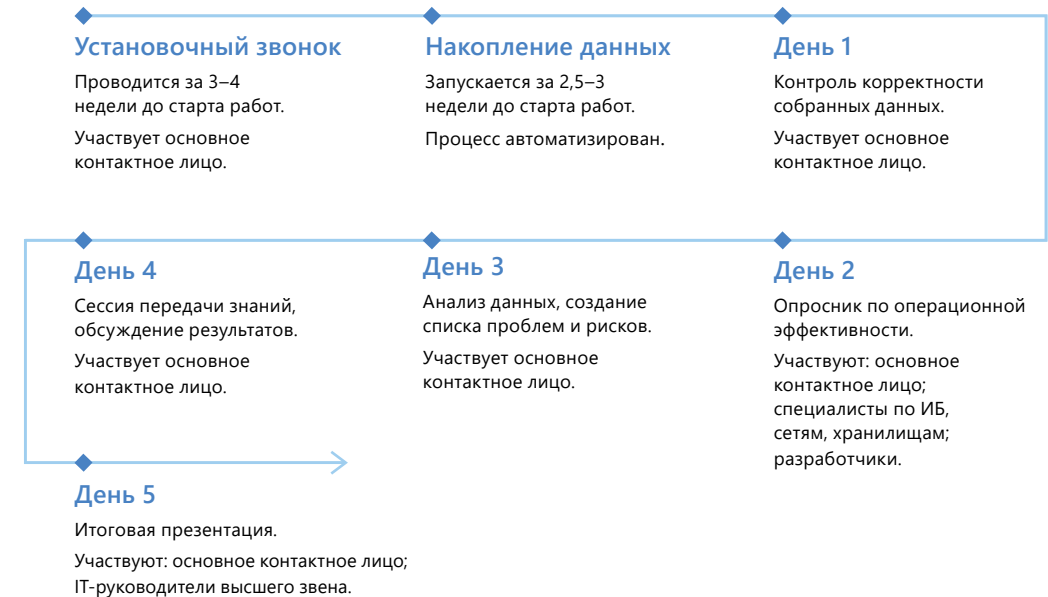 Установочный звонок
Проводится за 3–4
недели до старта работ.
Участвует основное
контактное лицо.
Накопление данных
Запускается за 2,5–3
недели до старта работ.
Процесс автоматизирован.
День 1
Контроль корректности
собранных данных.
Участвует основное
контактное лицо.
День 2
Опросник по операционной
эффективности.
Участвуют: основное
контактное лицо;
специалисты по ИБ,
сетям, хранилищам;
разработчики.
День 3
Анализ данных, создание
списка проблем и рисков.
Участвует основное
контактное лицо.
День 4
Сессия передачи знаний,
обсуждение результатов.
Участвует основное
контактное лицо.
День 5
Итоговая презентация.
Участвуют: основное контактное лицо;
IT-руководители высшего звена.